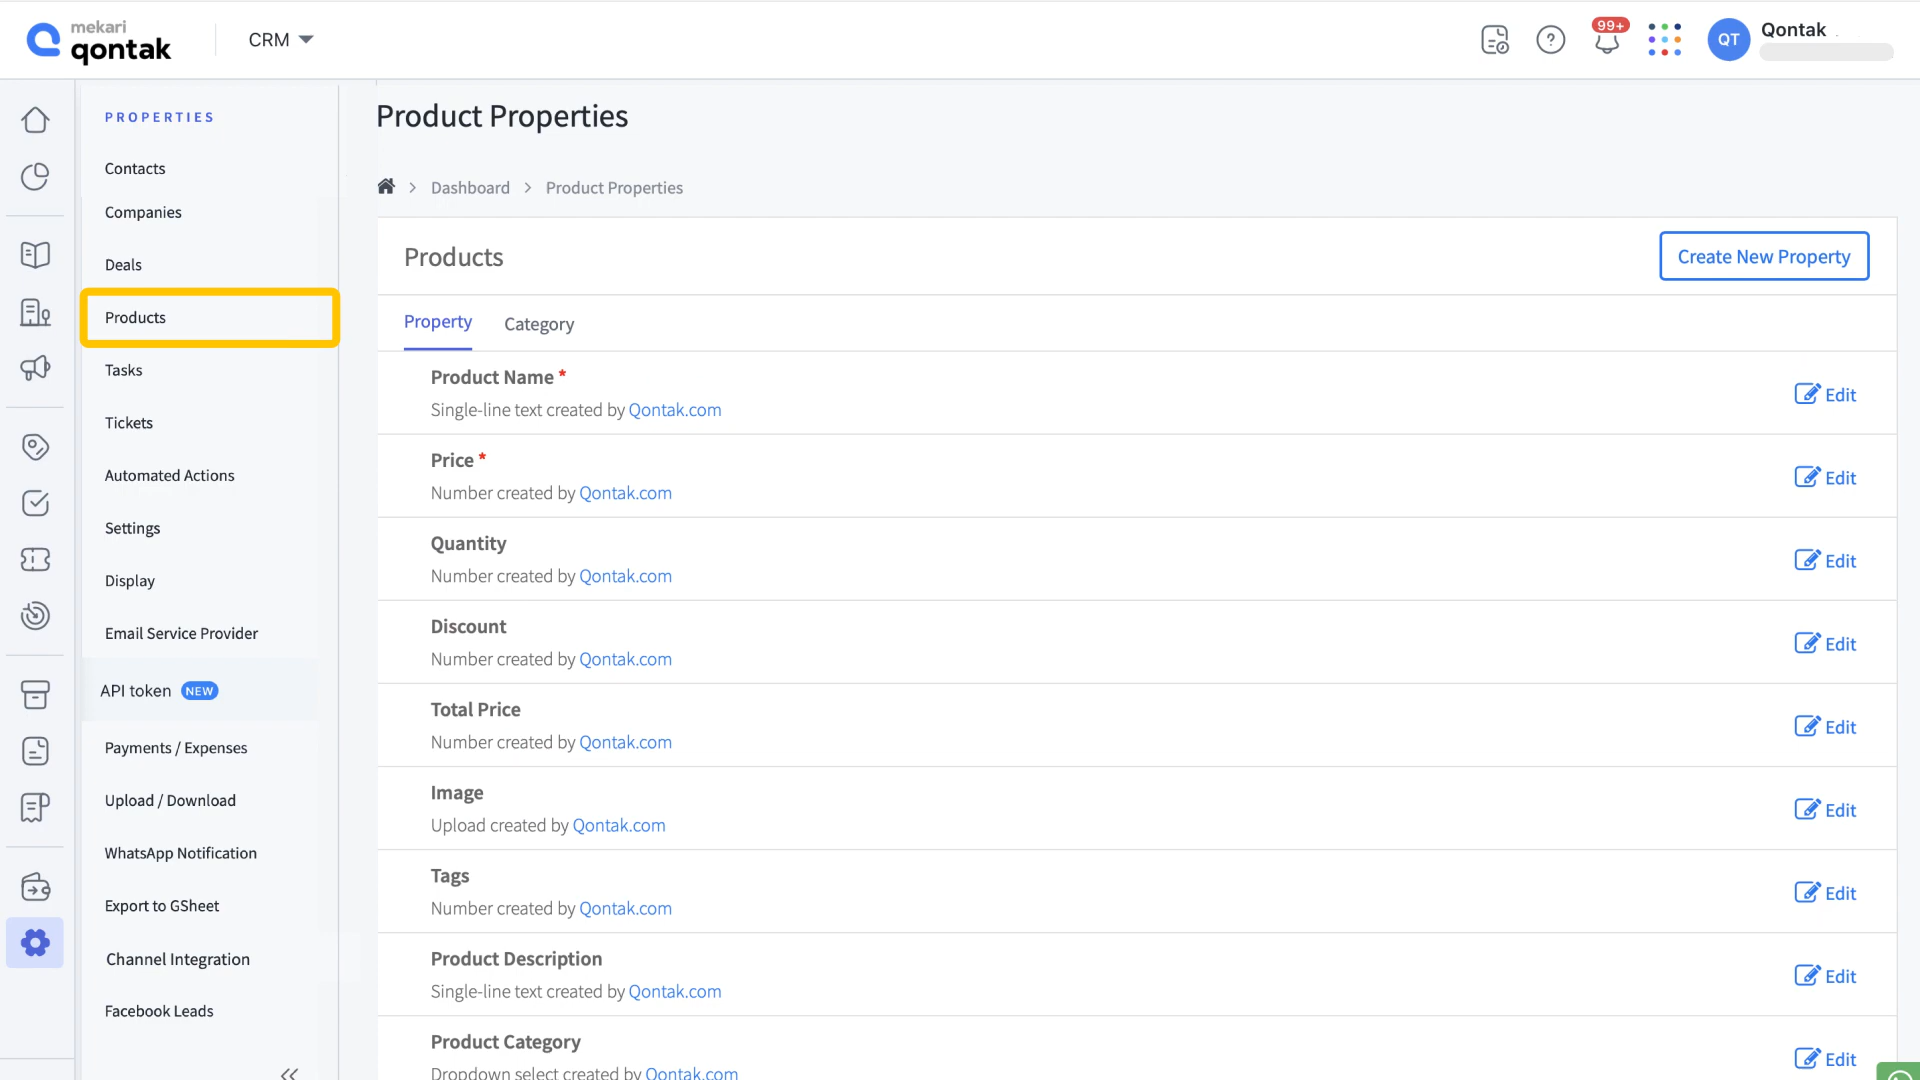 mekari
qontak
CRM
99+
QT
Qontak
PROPERTIES
Contacts
Companies
Deals
Products
Tasks
Tickets
Automated Actions
Settings
Display
Email Service Provider
API token NEW
Payments / Expenses
Upload / Download
WhatsApp Notification
Export to GSheet
Channel Integration
Facebook Leads
Product Properties
Dashboard > Product Properties
Products
Create New Property
Property Category
Product Name *
Single-line text created by Qontak.com
Edit
Price *
Number created by Qontak.com
Edit
Quantity
Number created by Qontak.com
Edit
Discount
Number created by Qontak.com
Edit
Total Price
Number created by Qontak.com
Edit
Image
Upload created by Qontak.com
Edit
Tags
Number created by Qontak.com
Edit
Product Description
Single-line text created by Qontak.com
Edit
Product Category
Dropdown select created by Qontak.com
Edit